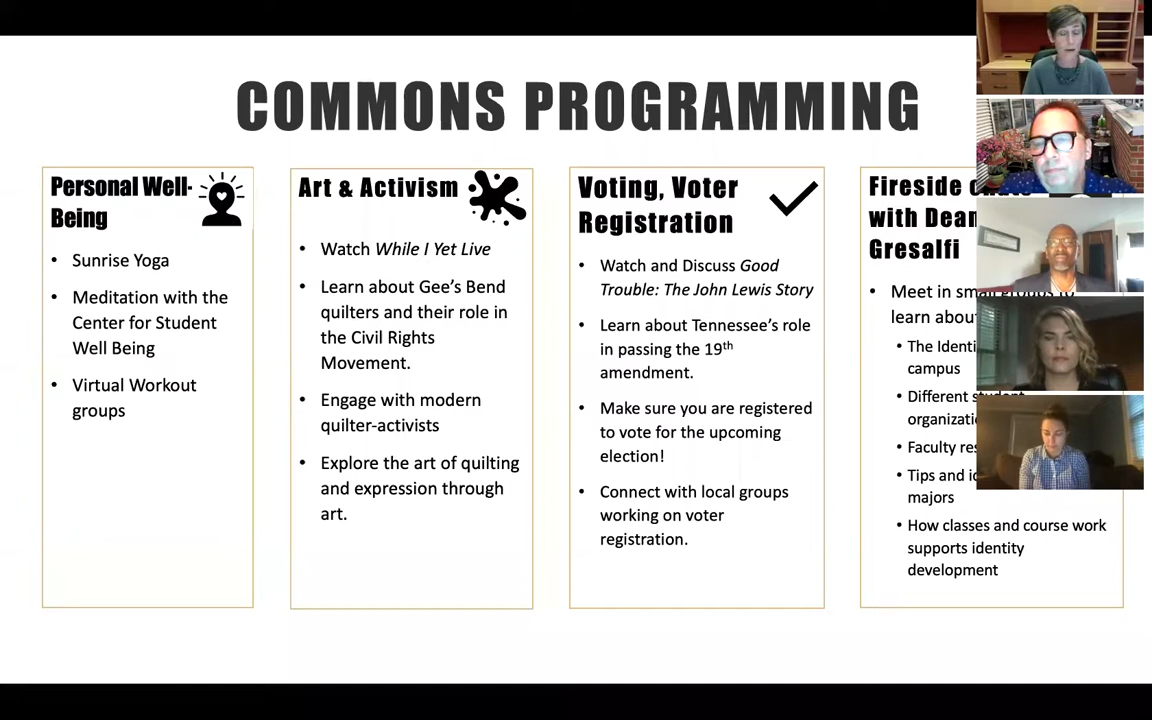 COMMONS PROGRAMMING
Personal Well-
Being
• Sunrise Yoga
• Meditation with the
Center for Student
Well Being
• Virtual Workout
groups
Art & Activism
• Watch While I Yet Live
• Learn about Gee's Bend
quilters and their role in
the Civil Rights
Movement.
• Engage with modern
quilter-activists
• Explore the art of quilting
and expression through
art.
Voting, Voter
Registration
• Watch and Discuss Good
Trouble: The John Lewis Story
• Learn about Tennessee's role
in passing the 19th
amendment.
• Make sure you are registered
to vote for the upcoming
election!
• Connect with local groups
working on voter
registration.
Fireside
with Dean
Gresalfi
• Meet in small groups to
learn about
• The
campus
• Different student
• Faculty
• Tips and
majors
• How classes and course work
supports identity
development